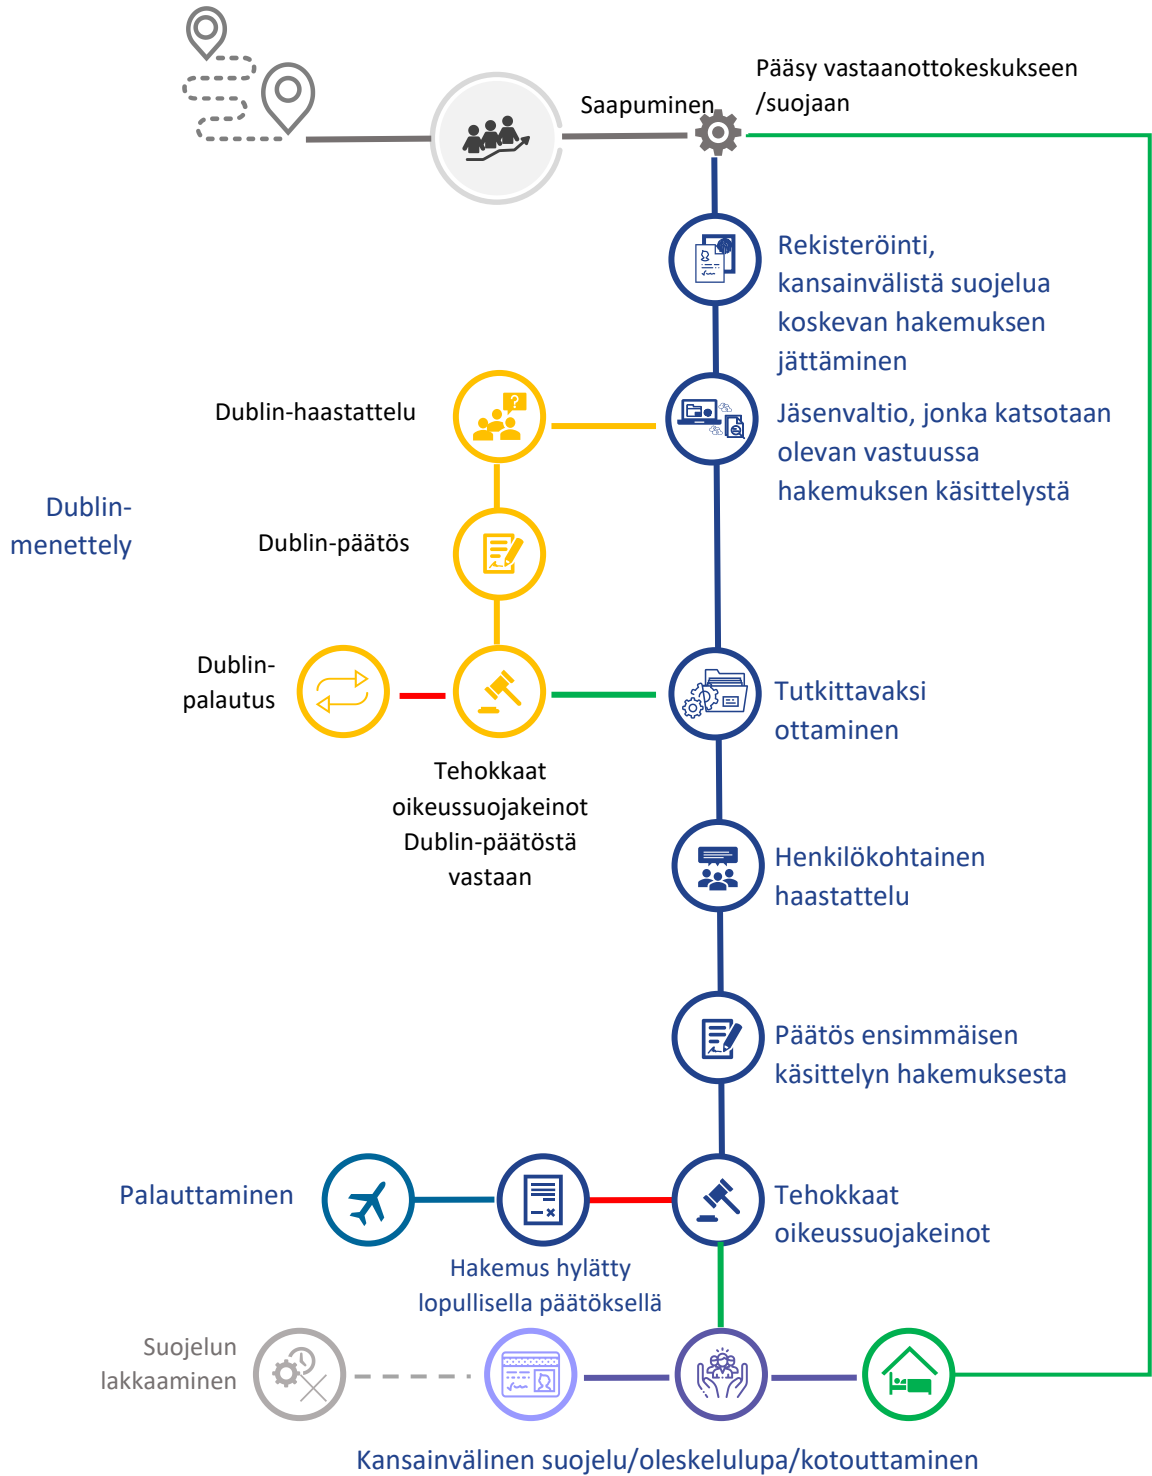 Pääsy vastaanottokeskukseen
/suojaan
Saapuminen
Rekisteröinti,
kansainvälistä suojelua
koskevan hakemuksen
jättäminen
Dublin-haastattelu
?
Jäsenvaltio, jonka katsotaan
olevan vastuussa
hakemuksen käsittelystä
Dublin-
menettely
Dublin-päätös
Dublin-
palautus
Tehokkaat
oikeussuojakeinot
Dublin-päätöstä
vastaan
Tutkittavaksi
ottaminen
Henkilökohtainen
haastattelu
Päätös ensimmäisen
käsittelyn hakemuksesta
Palauttaminen
Hakemus hylätty
lopullisella päätöksellä
Tehokkaat
oikeussuojakeinot
Suojelun
lakkaaminen
Kansainvälinen suojelu/oleskelulupa/kotouttaminen